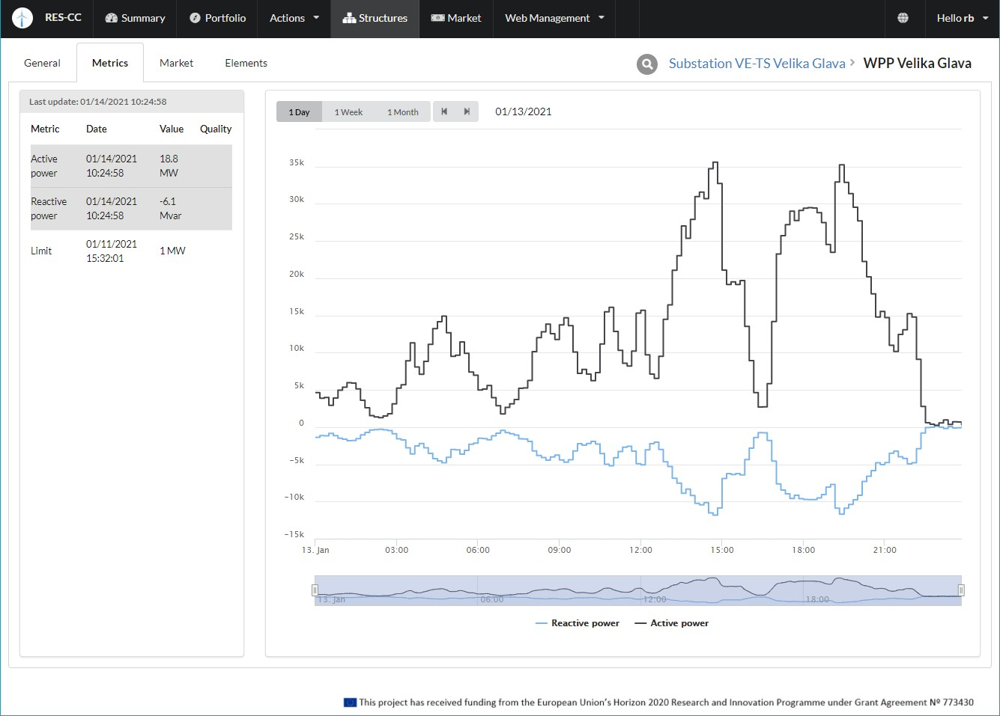 RES-CC Summary Portfolio Actions Structures Market Web Management Hello rb
General Metrics Market Elements Substation VE-TS Velika Glava › WPP Velika Glava
Last update: 01/14/2021 10:24:58
Metric Date Value Quality
Active power 01/14/2021 10:24:58 18.8 MW
Reactive power 01/14/2021 10:24:58 -6.1 Mvar
Limit 01/11/2021 15:32:01 1 MW
1 Day 1 Week 1 Month 01/13/2021
35k
30k
25k
20k
15k
10k
5k
0
−5k
−10k
−15k
13. Jan 03:00 06:00 09:00 12:00 15:00 18:00 21:00
13. Jan 06:00 12:00 18:00
Reactive power Active power
This project has received funding from the European Union's Horizon 2020 Research and Innovation Programme under Grant Agreement Nº 773430